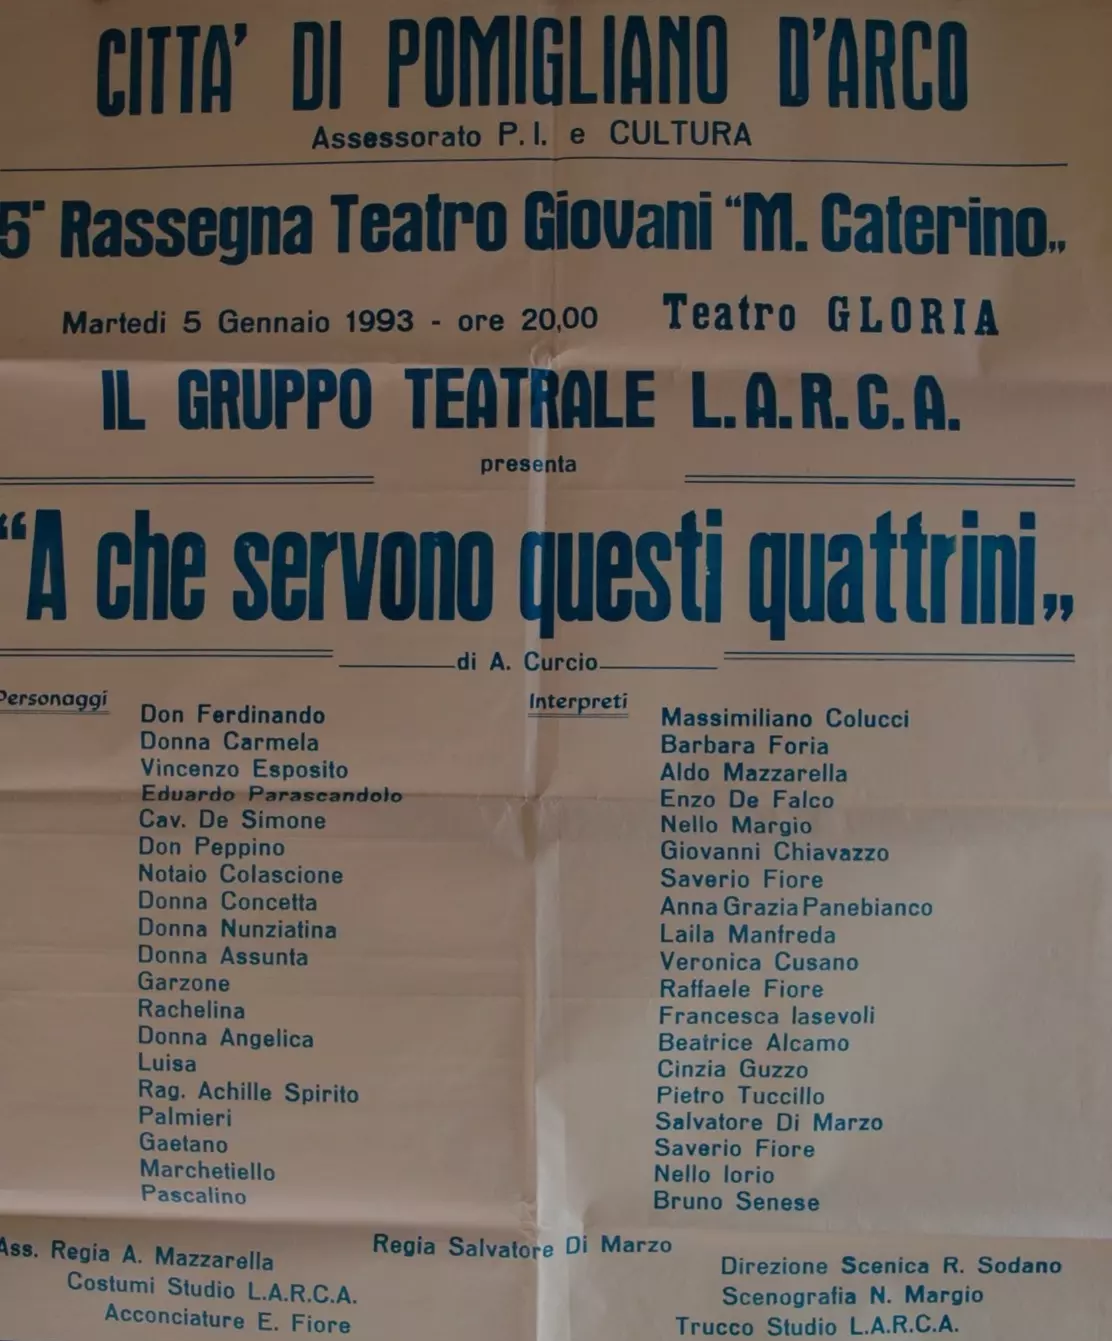 CITTA' DI POMIGLIANO D'ARCO
Assessorato P.I. e CULTURA
5ª Rassegna Teatro Giovani “M. Caterino„
Martedi 5 Gennaio 1993 - ore 20,00 Teatro GLORIA
IL GRUPPO TEATRALE L.A.R.C.A.
presenta
“A che servono questi quattrini„
di A. Curcio
Personaggi Interpreti
Don Ferdinando Massimiliano Colucci
Donna Carmela Barbara Foria
Vincenzo Esposito Aldo Mazzarella
Eduardo Parascandolo Enzo De Falco
Cav. De Simone Nello Margio
Don Peppino Giovanni Chiavazzo
Notaio Colascione Saverio Fiore
Donna Concetta Anna Grazia Panebianco
Donna Nunziatina Laila Manfreda
Donna Assunta Veronica Cusano
Garzone Raffaele Fiore
Rachelina Francesca Iasevoli
Donna Angelica Beatrice Alcamo
Luisa Cinzia Guzzo
Rag. Achille Spirito Pietro Tuccillo
Palmieri Salvatore Di Marzo
Gaetano Saverio Fiore
Marchetiello Nello Iorio
Pascalino Bruno Senese
Regia Salvatore Di Marzo
Ass. Regia A. Mazzarella
Costumi Studio L.A.R.C.A.
Acconciature E. Fiore
Direzione Scenica R. Sodano
Scenografia N. Margio
Trucco Studio L.A.R.C.A.